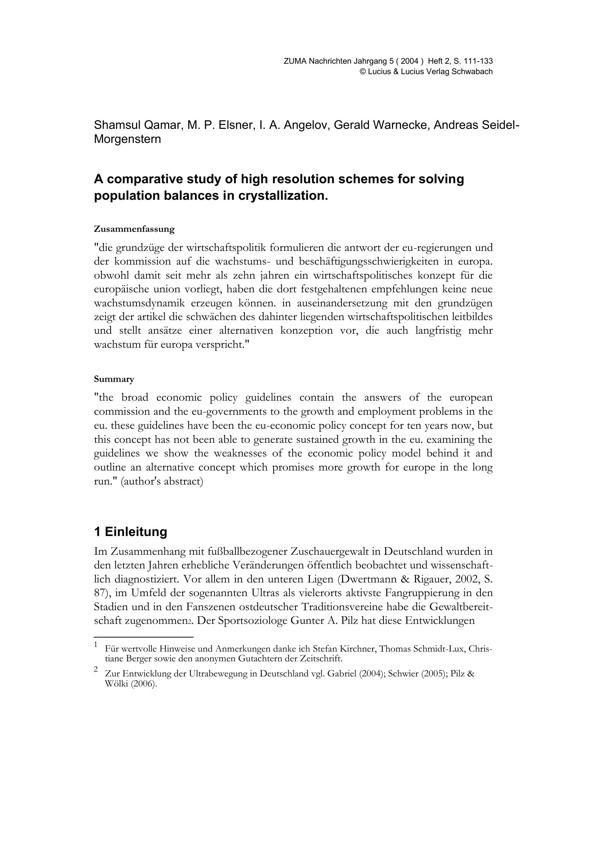 ZUMA Nachrichten Jahrgang 5 ( 2004 ) Heft 2, S. 111-133
© Lucius & Lucius Verlag Schwabach
Shamsul Qamar, M. P. Elsner, I. A. Angelov, Gerald Warnecke, Andreas Seidel-
Morgenstern
A comparative study of high resolution schemes for solving
population balances in crystallization.
Zusammenfassung
"die grundzüge der wirtschaftspolitik formulieren die antwort der eu-regierungen und
der kommission auf die wachstums- und beschäftigungsschwierigkeiten in europa.
obwohl damit seit mehr als zehn jahren ein wirtschaftspolitisches konzept für die
europäische union vorliegt, haben die dort festgehaltenen empfehlungen keine neue
wachstumsdynamik erzeugen können. in auseinandersetzung mit den grundzügen
zeigt der artikel die schwächen des dahinter liegenden wirtschaftspolitischen leitbildes
und stellt ansätze einer alternativen konzeption vor, die auch langfristig mehr
wachstum für europa verspricht."
Summary
"the broad economic policy guidelines contain the answers of the european
commission and the eu-governments to the growth and employment problems in the
eu. these guidelines have been the eu-economic policy concept for ten years now, but
this concept has not been able to generate sustained growth in the eu. examining the
guidelines we show the weaknesses of the economic policy model behind it and
outline an alternative concept which promises more growth for europe in the long
run." (author's abstract)
1 Einleitung
Im Zusammenhang mit fußballbezogener Zuschauergewalt in Deutschland wurden in
den letzten Jahren erhebliche Veränderungen öffentlich beobachtet und wissenschaft-
lich diagnostiziert. Vor allem in den unteren Ligen (Dwertmann & Rigauer, 2002, S.
87), im Umfeld der sogenannten Ultras als vielerorts aktivste Fangruppierung in den
Stadien und in den Fanszenen ostdeutscher Traditionsvereine habe die Gewaltbereit-
schaft zugenommen2. Der Sportsoziologe Gunter A. Pilz hat diese Entwicklungen
1 Für wertvolle Hinweise und Anmerkungen danke ich Stefan Kirchner, Thomas Schmidt-Lux, Chris-
tiane Berger sowie den anonymen Gutachtern der Zeitschrift.
2 Zur Entwicklung der Ultrabewegung in Deutschland vgl. Gabriel (2004); Schwier (2005); Pilz &
Wölki (2006).